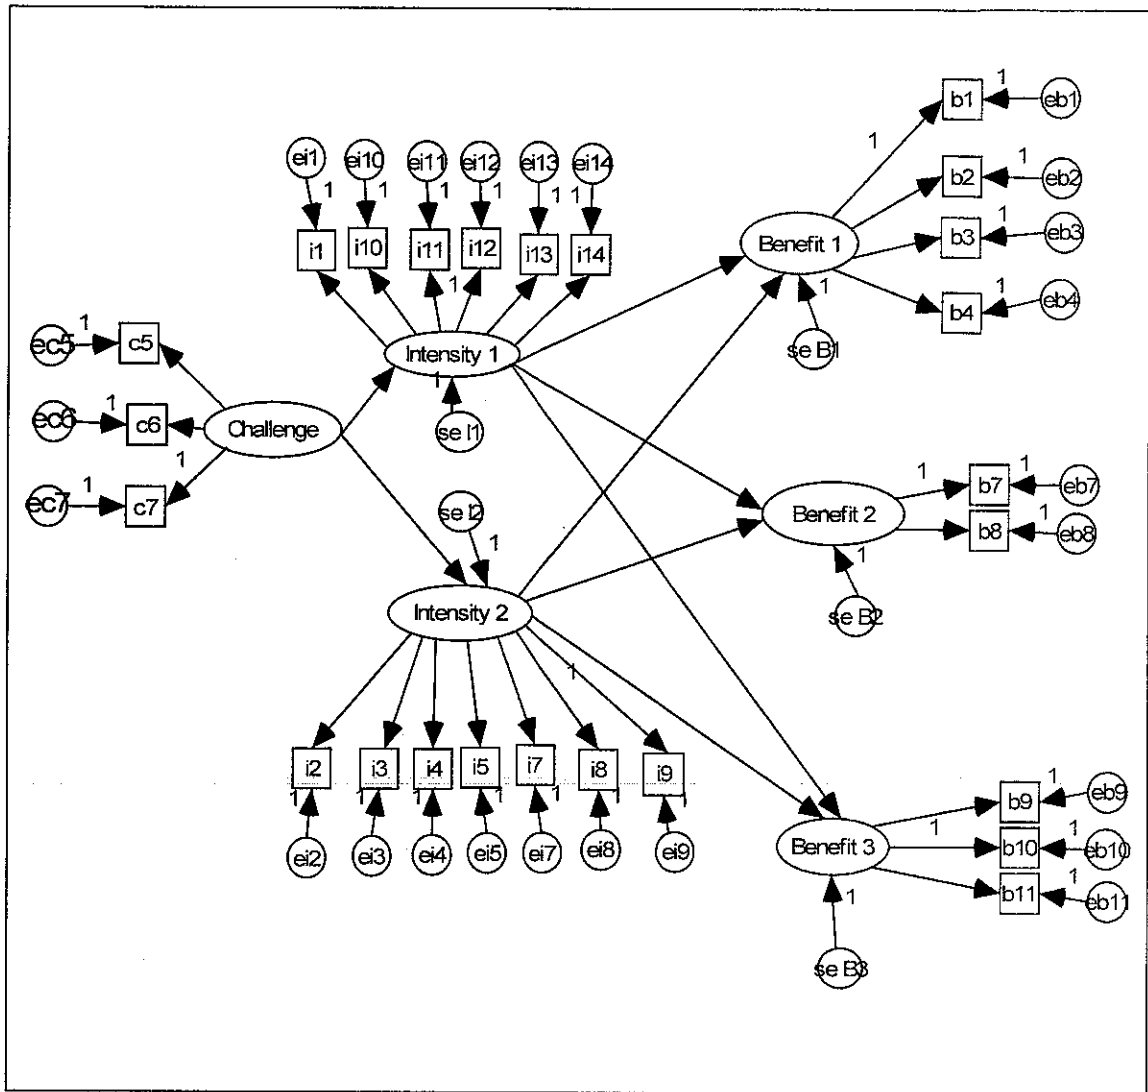 1
b1
1
eb1
1
ei1
ei10
ei11
ei12
ei13
ei14
1
1
1
1
1
1
b2
1
eb2
i1
i10
i11
i12
i13
i14
Benefit 1
b3
1
eb3
1
1
b4
1
eb4
ec5
1
c5
Intensity 1
1
se B1
1
ec6
1
c6
Challenge
se I1
1
ec7
1
c7
1
b7
1
eb7
se I2
Benefit 2
b8
1
eb8
1
1
Intensity 2
se B2
1
i2
i3
i4
i5
i7
i8
i9
1
1
1
1
1
1
1
1
b9
1
eb9
ei2
ei3
ei4
ei5
ei7
ei8
ei9
Benefit 3
1
b10
1
eb10
b11
1
eb11
1
se B3